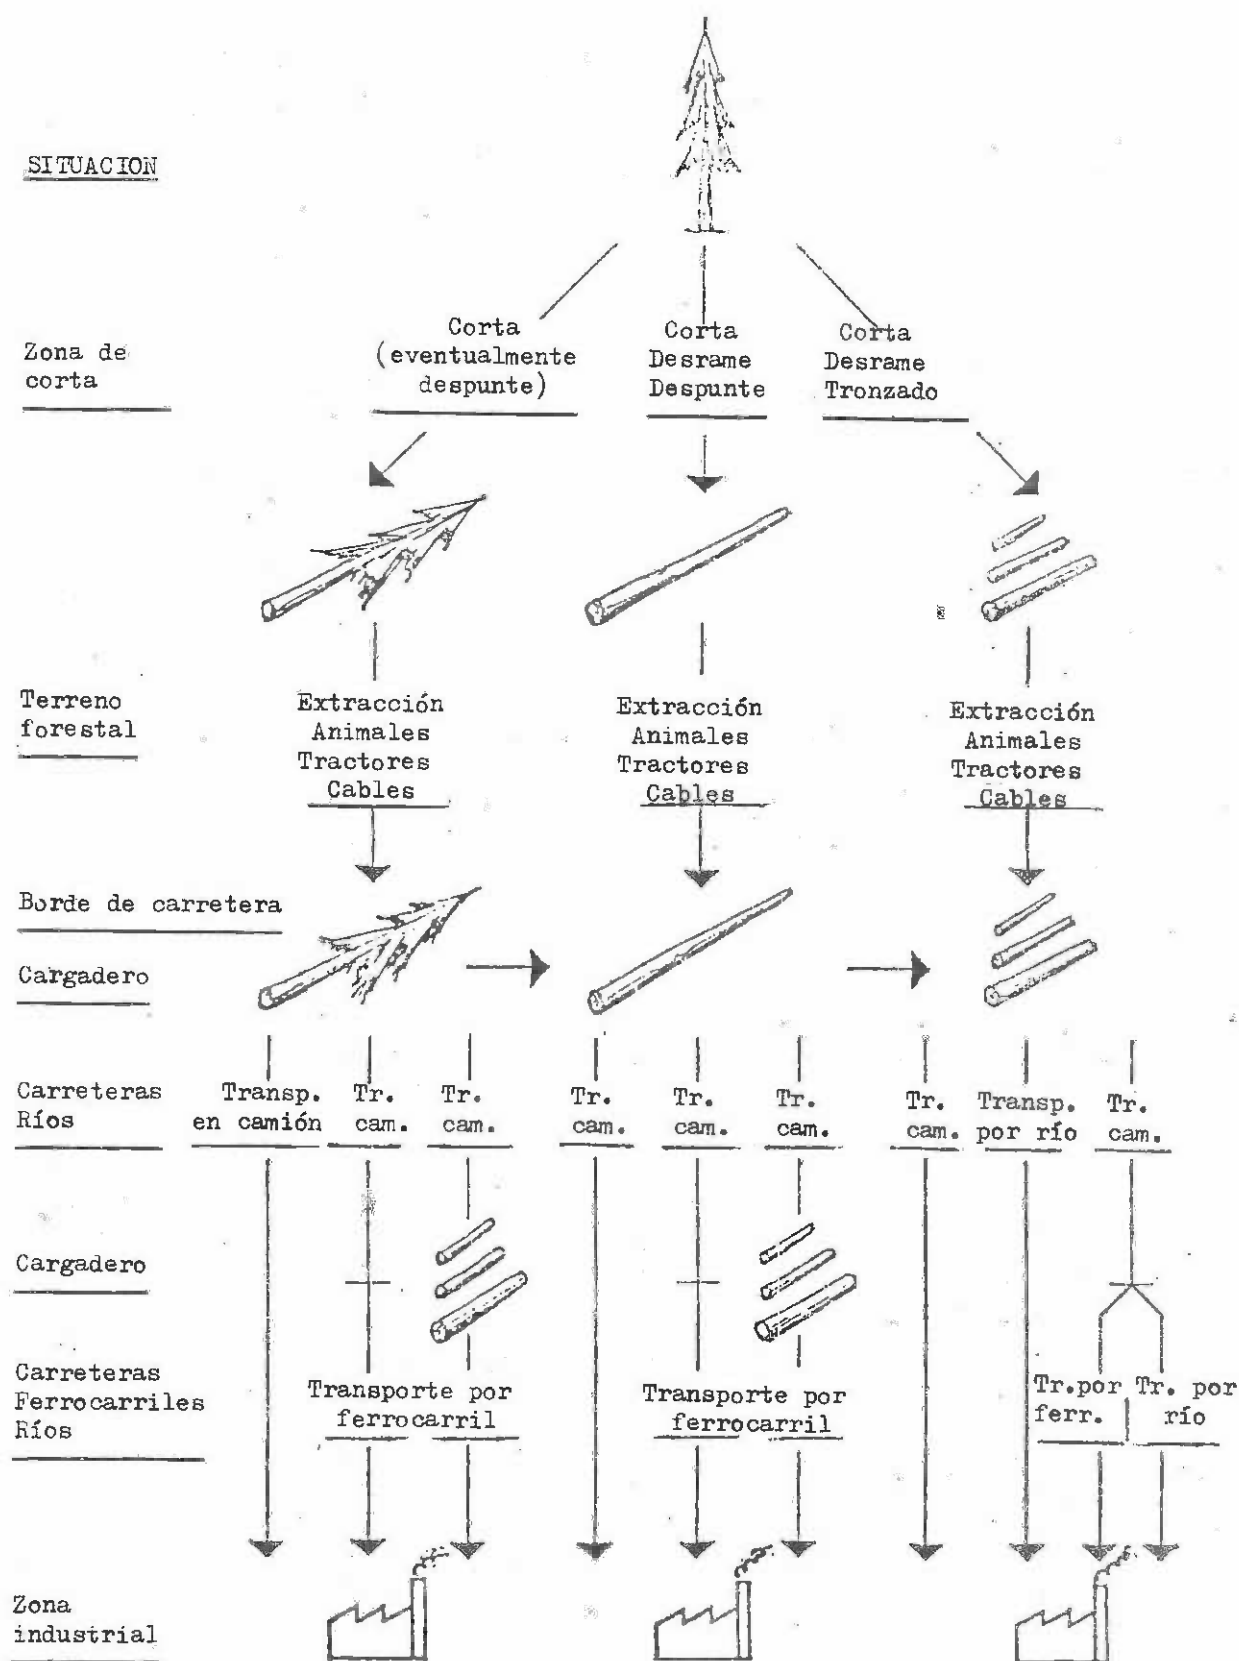 SITUACION
Zona de
corta
Corta
(eventualmente
despunte)
Corta
Desrame
Despunte
Corta
Desrame
Tronzado
Terreno
forestal
Extracción
Animales
Tractores
Cables
Extracción
Animales
Tractores
Cables
Extracción
Animales
Tractores
Cables
Borde de carretera
Cargadero
Carreteras
Ríos
Transp.
en camión
Tr.
cam.
Tr.
cam.
Tr.
cam.
Tr.
cam.
Tr.
cam.
Tr.
cam.
Transp.
por río
Tr.
cam.
Cargadero
Carreteras
Ferrocarriles
Ríos
Transporte por
ferrocarril
Transporte por
ferrocarril
Tr.por
ferr.
Tr. por
río
Zona
industrial